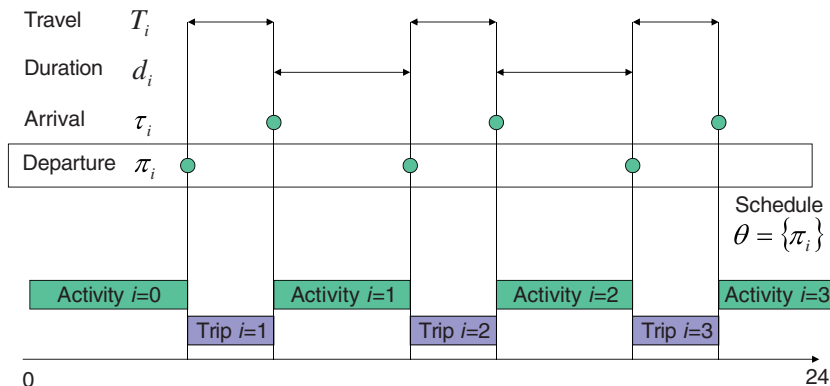 Travel T_i
Duration d_i
Arrival τ_i
Departure π_i
Schedule
θ = {π_i}
Activity i=0 Activity i=1 Activity i=2 Activity i=3
Trip i=1 Trip i=2 Trip i=3
0 24